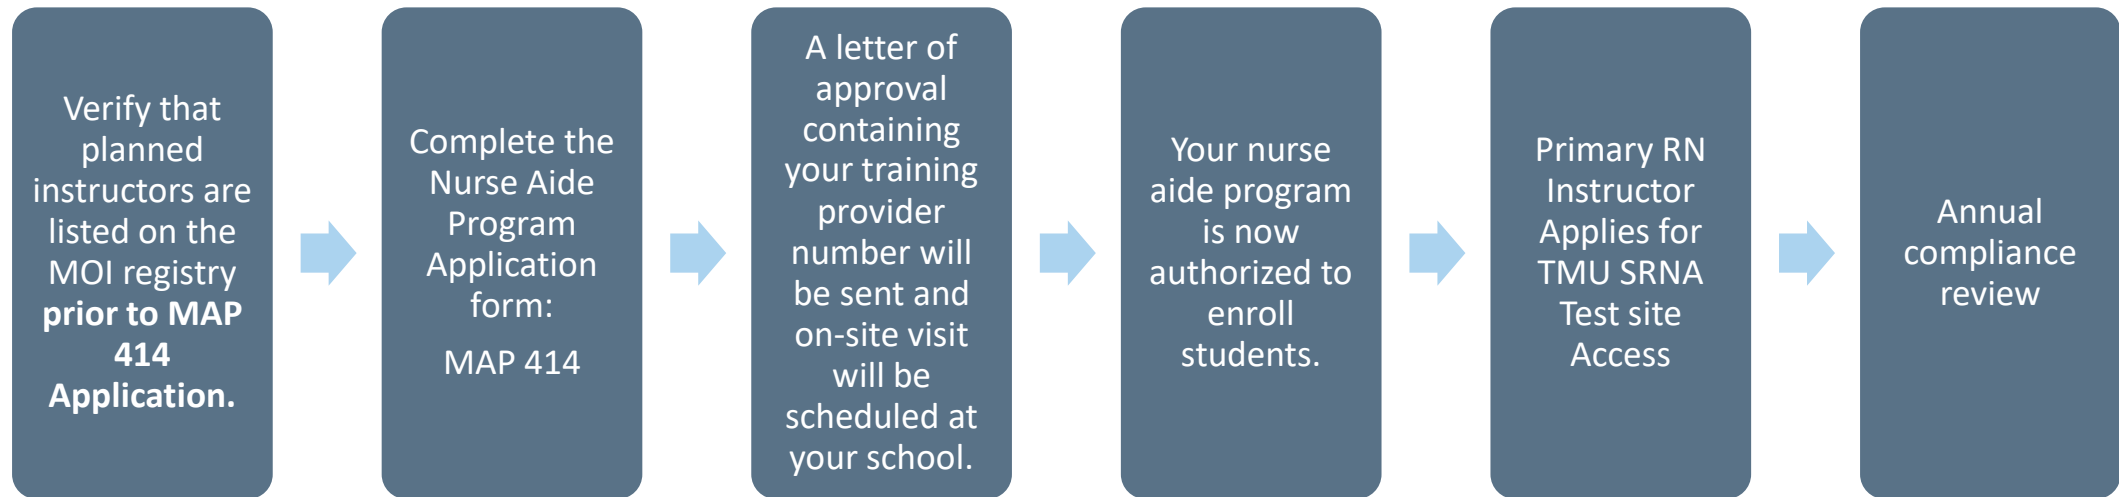 Verify that
planned
instructors are
listed on the
MOI registry
prior to MAP
414
Application.
Complete the
Nurse Aide
Program
Application
form:
MAP 414
A letter of
approval
containing
your training
provider
number will
be sent and
on-site visit
will be
scheduled at
your school.
Your nurse
aide program
is now
authorized to
enroll
students.
Primary RN
Instructor
Applies for
TMU SRNA
Test site
Access
Annual
compliance
review